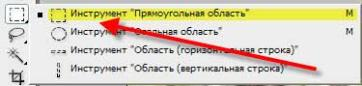 Инструмент "Прямоугольная область" M
Инструмент "Овальная область" M
Инструмент "Область (горизонтальная строка)"
Инструмент "Область (вертикальная строка)"